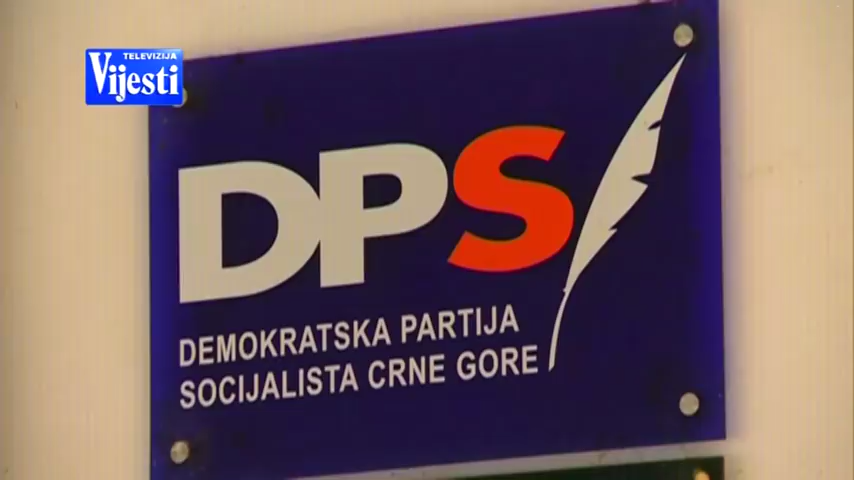 TELEVIZIJA
Vijesti
DPS
DEMOKRATSKA PARTIJA
SOCIJALISTA CRNE GORE